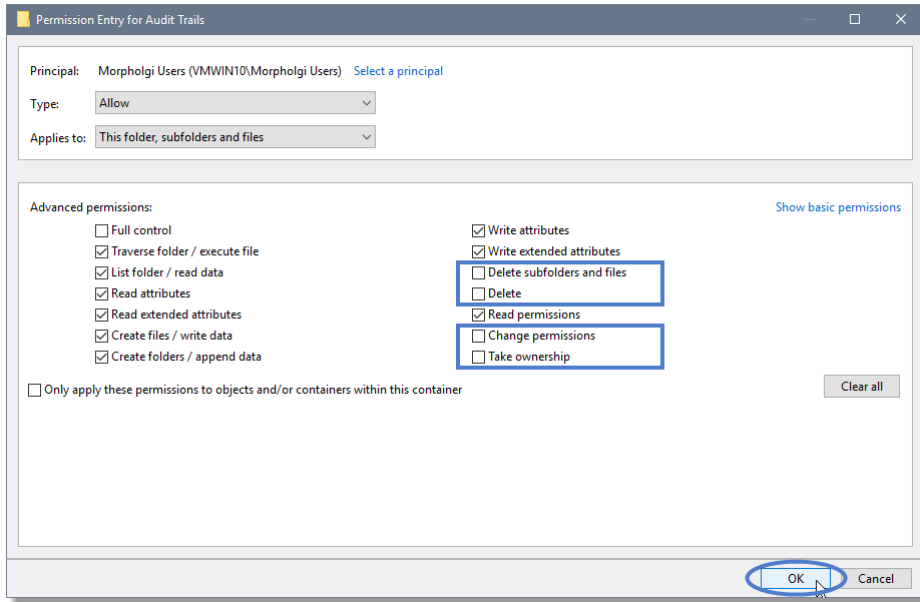 Permission Entry for Audit Trails
Principal: Morphologi Users (VMWIN10\Morphologi Users) Select a principal
Type: Allow
Applies to: This folder, subfolders and files
Advanced permissions: Show basic permissions
Full control
Traverse folder / execute file
List folder / read data
Read attributes
Read extended attributes
Create files / write data
Create folders / append data
Write attributes
Write extended attributes
Delete subfolders and files
Delete
Read permissions
Change permissions
Take ownership
Only apply these permissions to objects and/or containers within this container
Clear all
OK Cancel